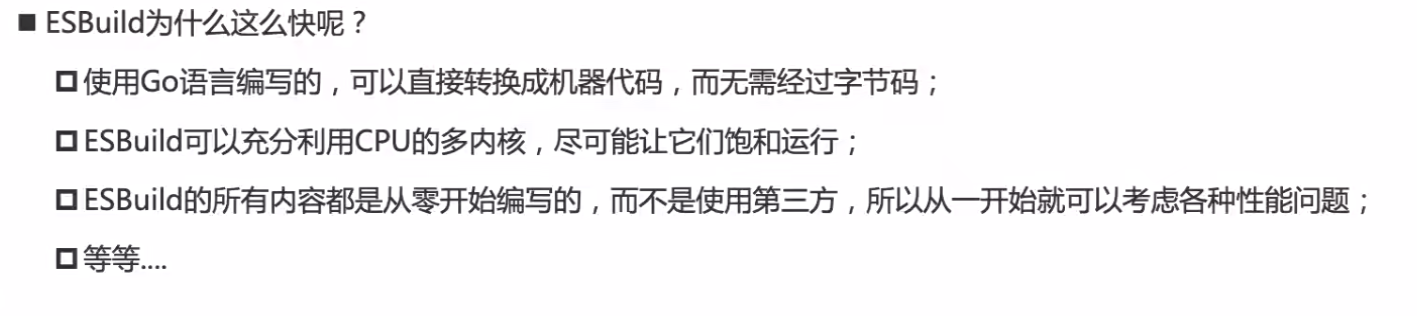 ■ ESBuild为什么这么快呢？
使用Go语言编写的，可以直接转换成机器代码，而无需经过字节码；
ESBuild可以充分利用CPU的多内核，尽可能让它们饱和运行；
ESBuild的所有内容都是从零开始编写的，而不是使用第三方，所以从一开始就可以考虑各种性能问题；
等等....